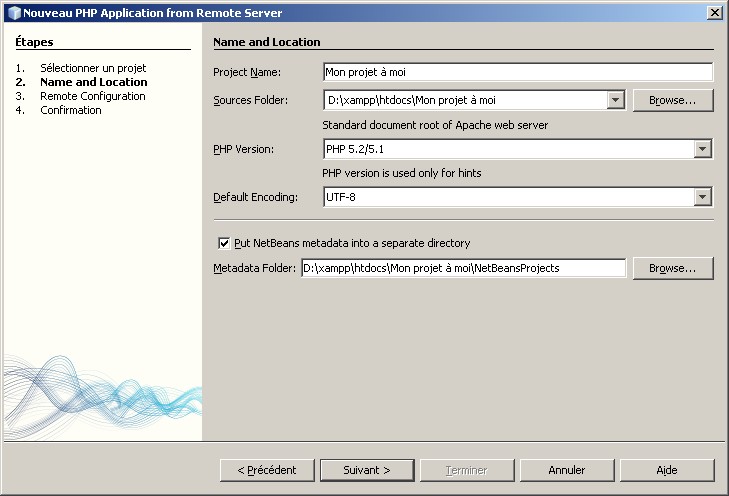 Nouveau PHP Application from Remote Server
Étapes
1. Sélectionner un projet
2. Name and Location
3. Remote Configuration
4. Confirmation
Name and Location
Project Name: Mon projet à moi
Sources Folder: D:\xampp\htdocs\Mon projet à moi Browse...
Standard document root of Apache web server
PHP Version: PHP 5.2/5.1
PHP version is used only for hints
Default Encoding: UTF-8
Put NetBeans metadata into a separate directory
Metadata Folder: D:\xampp\htdocs\Mon projet à moi\NetBeansProjects Browse...
< Précédent Suivant > Terminer Annuler Aide